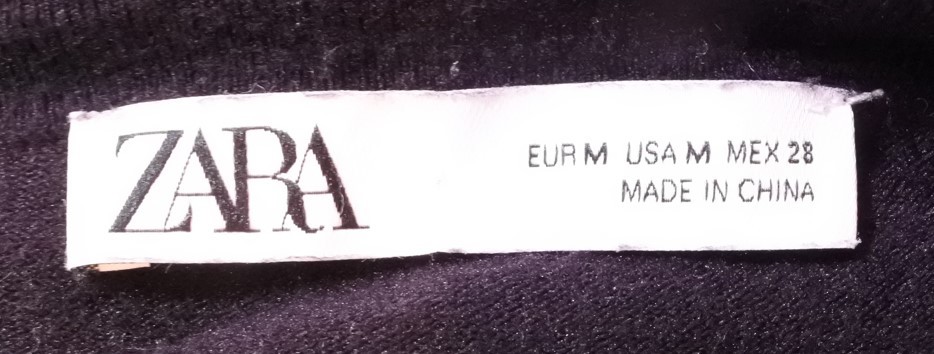 ZARA
EUR M USA M MEX 28
MADE IN CHINA